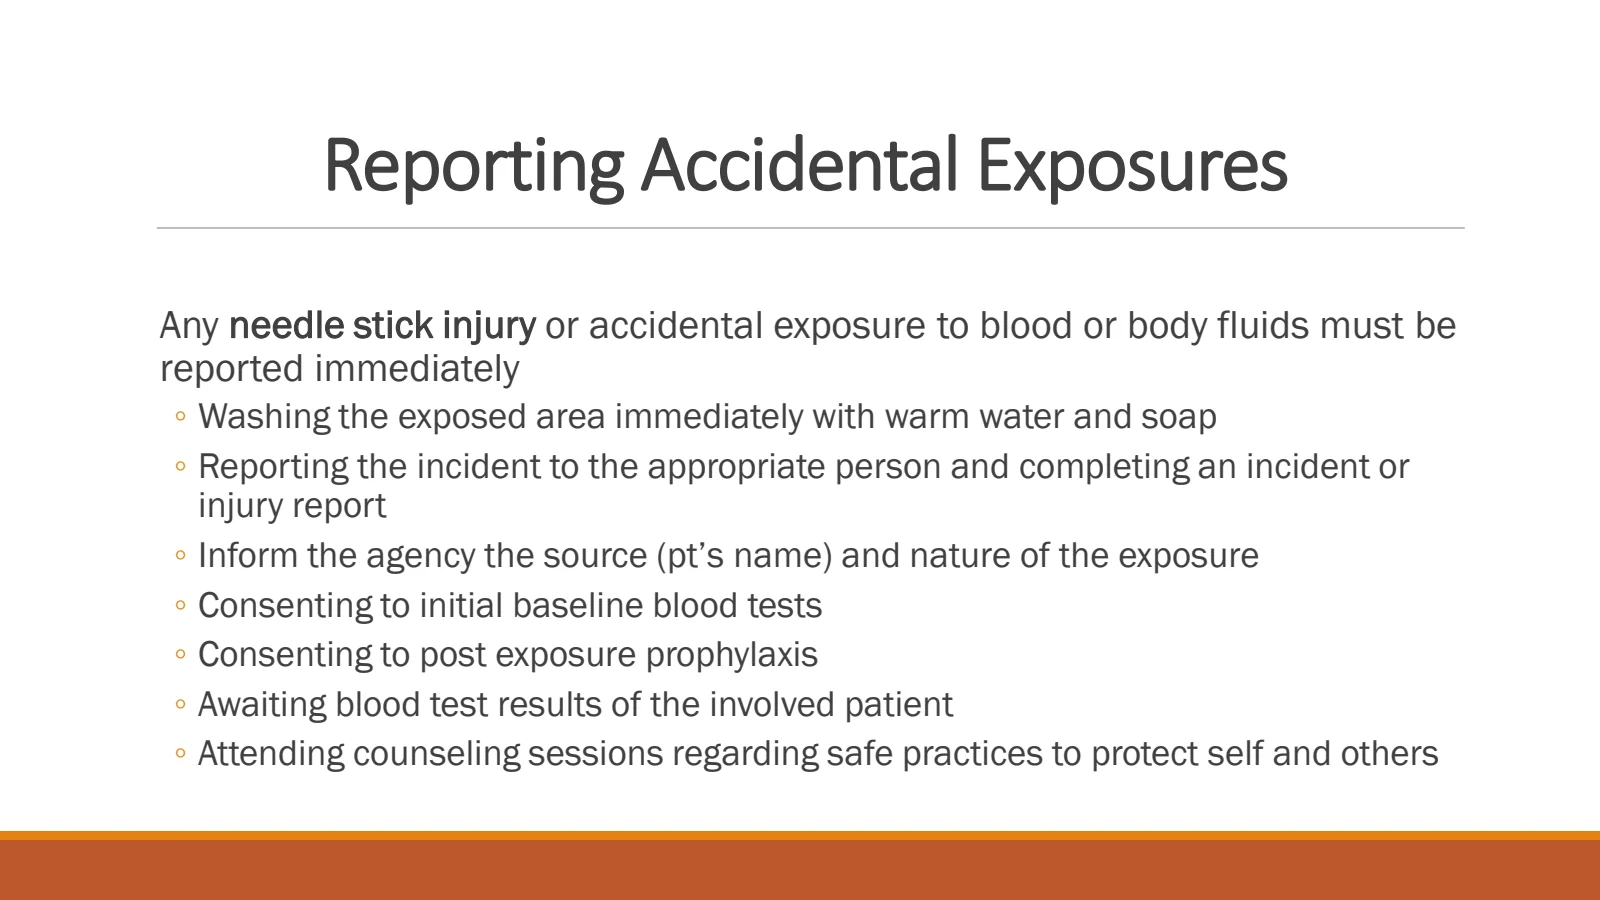 Reporting Accidental Exposures
Any needle stick injury or accidental exposure to blood or body fluids must be
reported immediately
◦ Washing the exposed area immediately with warm water and soap
◦ Reporting the incident to the appropriate person and completing an incident or
injury report
◦ Inform the agency the source (pt’s name) and nature of the exposure
◦ Consenting to initial baseline blood tests
◦ Consenting to post exposure prophylaxis
◦ Awaiting blood test results of the involved patient
◦ Attending counseling sessions regarding safe practices to protect self and others